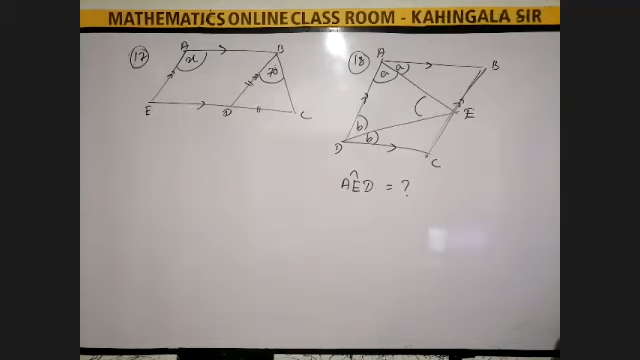 MATHEMATICS ONLINE CLASS ROOM - KAHINGALA SIR
17
A
B
x
70°
E
D
C
18
A
B
a
a
E
b
b
D
C
AÊD = ?